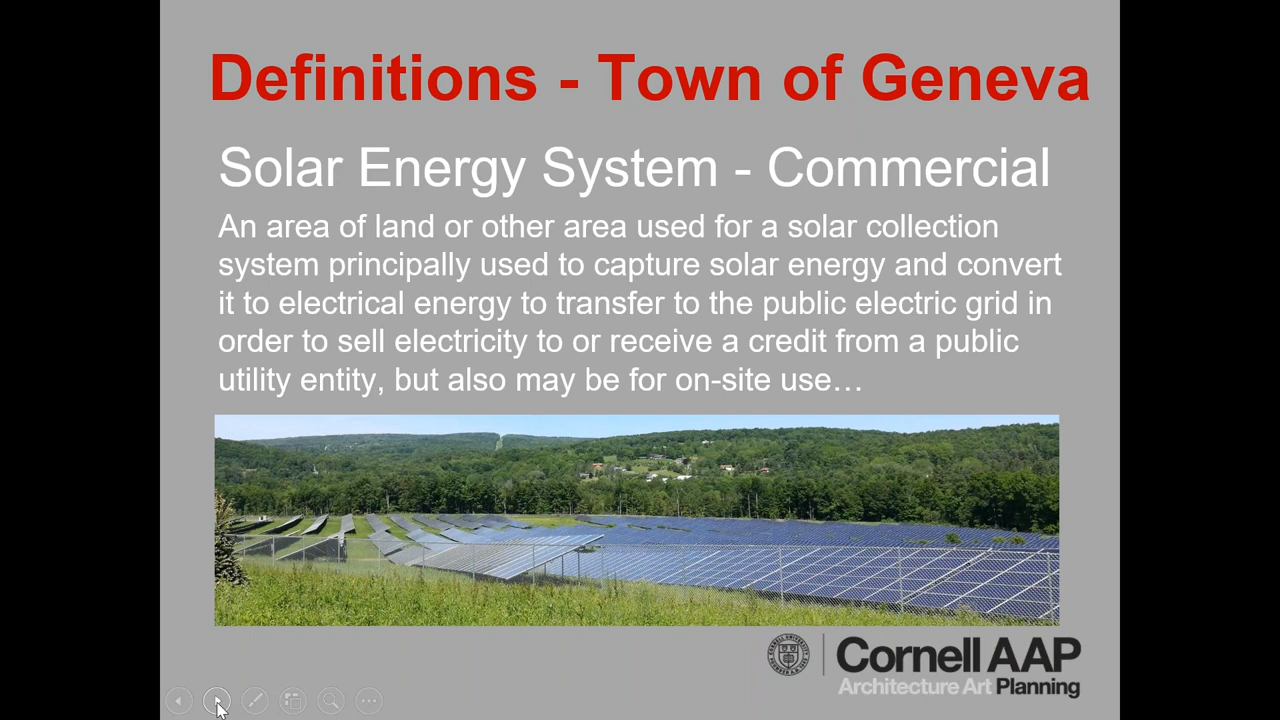 Definitions - Town of Geneva
Solar Energy System - Commercial
An area of land or other area used for a solar collection
system principally used to capture solar energy and convert
it to electrical energy to transfer to the public electric grid in
order to sell electricity to or receive a credit from a public
utility entity, but also may be for on-site use…
Cornell AAP
Architecture Art Planning